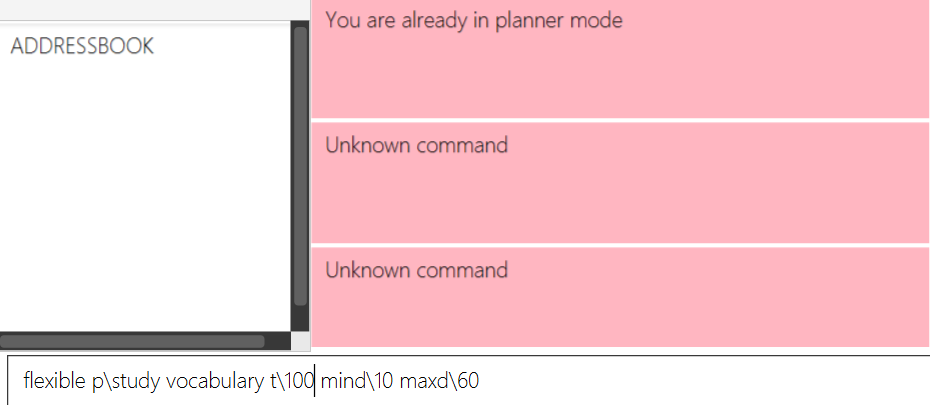 ADDRESSBOOK
You are already in planner mode
Unknown command
Unknown command
flexible p\study vocabulary t\100 mind\10 maxd\60